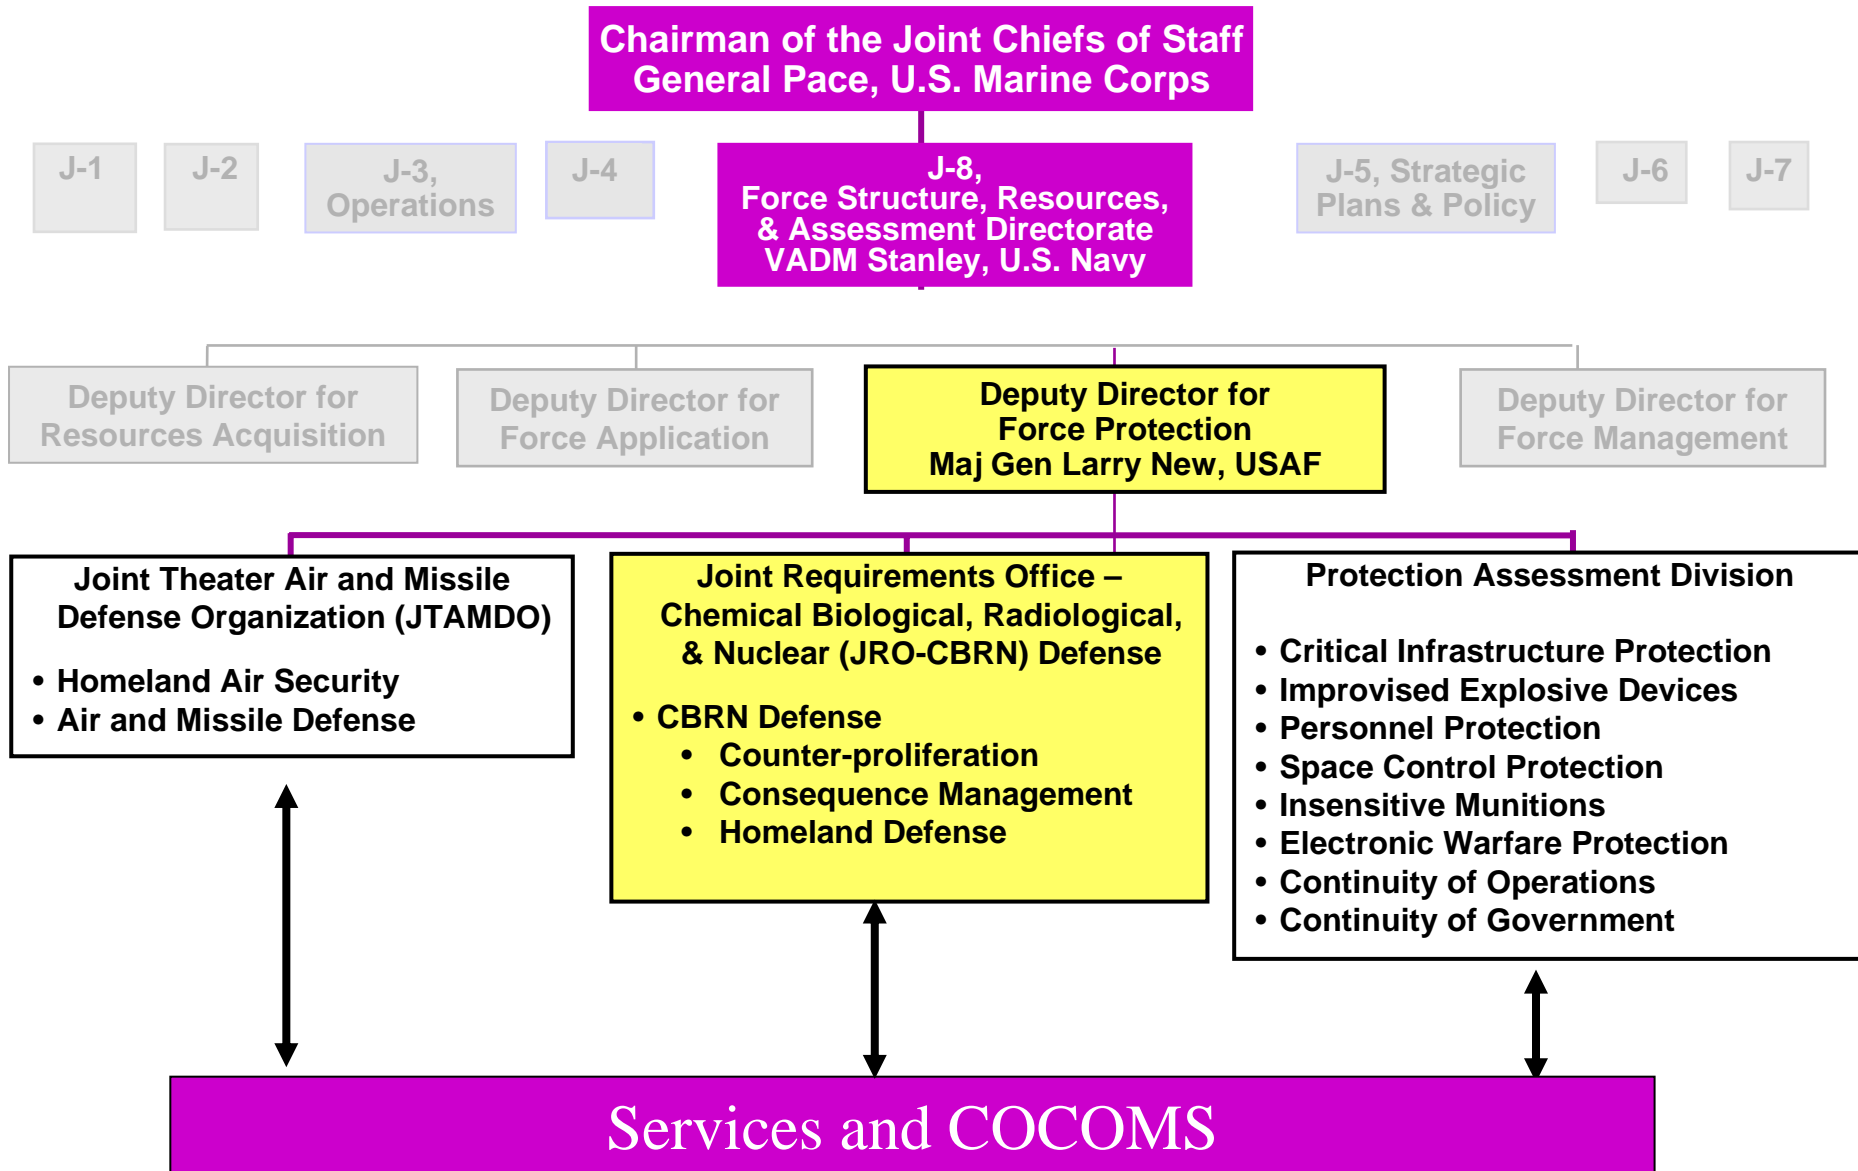 Chairman of the Joint Chiefs of Staff
General Pace, U.S. Marine Corps
J-1
J-2
J-3,
Operations
J-4
J-8,
Force Structure, Resources,
& Assessment Directorate
VADM Stanley, U.S. Navy
J-5, Strategic
Plans & Policy
J-6
J-7
Deputy Director for
Resources Acquisition
Deputy Director for
Force Application
Deputy Director for
Force Protection
Maj Gen Larry New, USAF
Deputy Director for
Force Management
Joint Theater Air and Missile
Defense Organization (JTAMDO)
• Homeland Air Security
• Air and Missile Defense
Joint Requirements Office –
Chemical Biological, Radiological,
& Nuclear (JRO-CBRN) Defense
• CBRN Defense
• Counter-proliferation
• Consequence Management
• Homeland Defense
Protection Assessment Division
• Critical Infrastructure Protection
• Improvised Explosive Devices
• Personnel Protection
• Space Control Protection
• Insensitive Munitions
• Electronic Warfare Protection
• Continuity of Operations
• Continuity of Government
Services and COCOMS